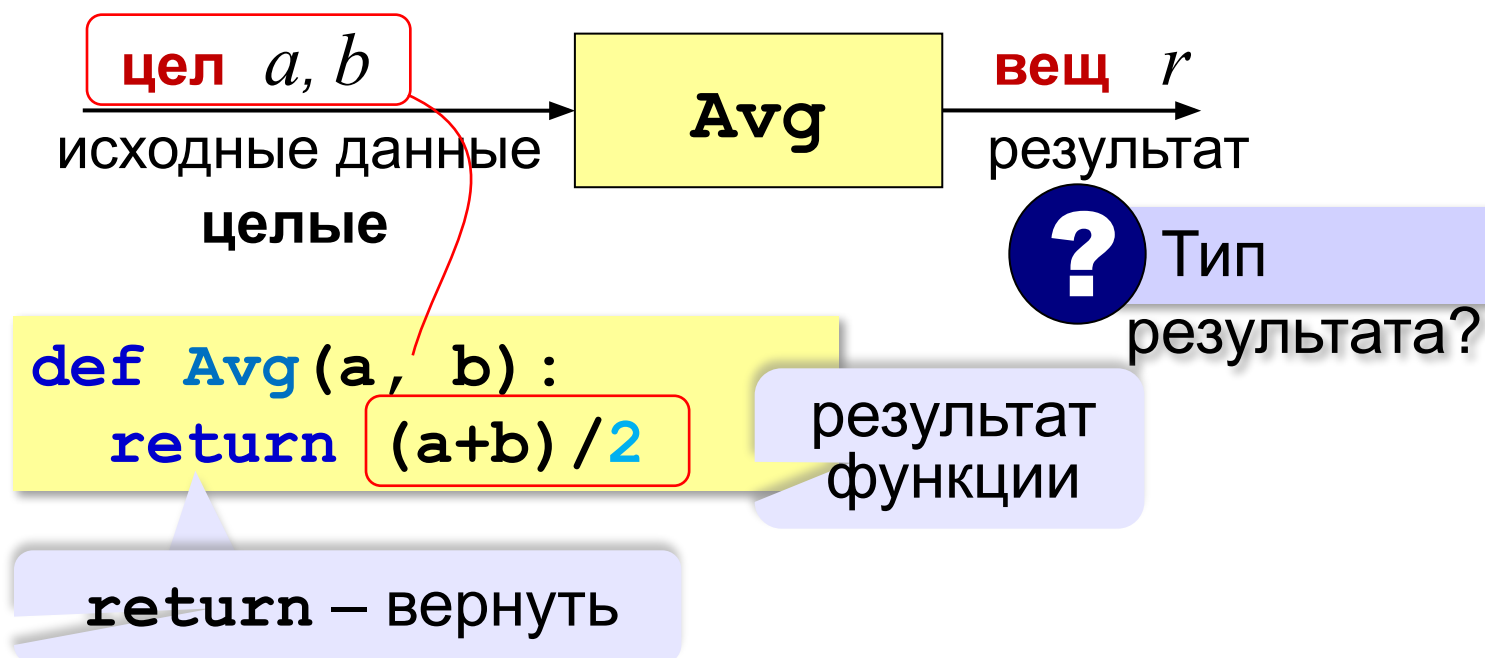 цел a, b
Avg
вещ r
исходные данные
результат
целые
? Тип
результата?
def Avg(a, b):
return (a+b)/2
результат
функции
return – вернуть